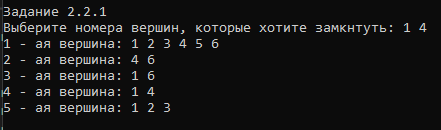 Задание 2.2.1
Выберите номера вершин, которые хотите замкнтуть: 1 4
1 - ая вершина: 1 2 3 4 5 6
2 - ая вершина: 4 6
3 - ая вершина: 1 6
4 - ая вершина: 1 4
5 - ая вершина: 1 2 3